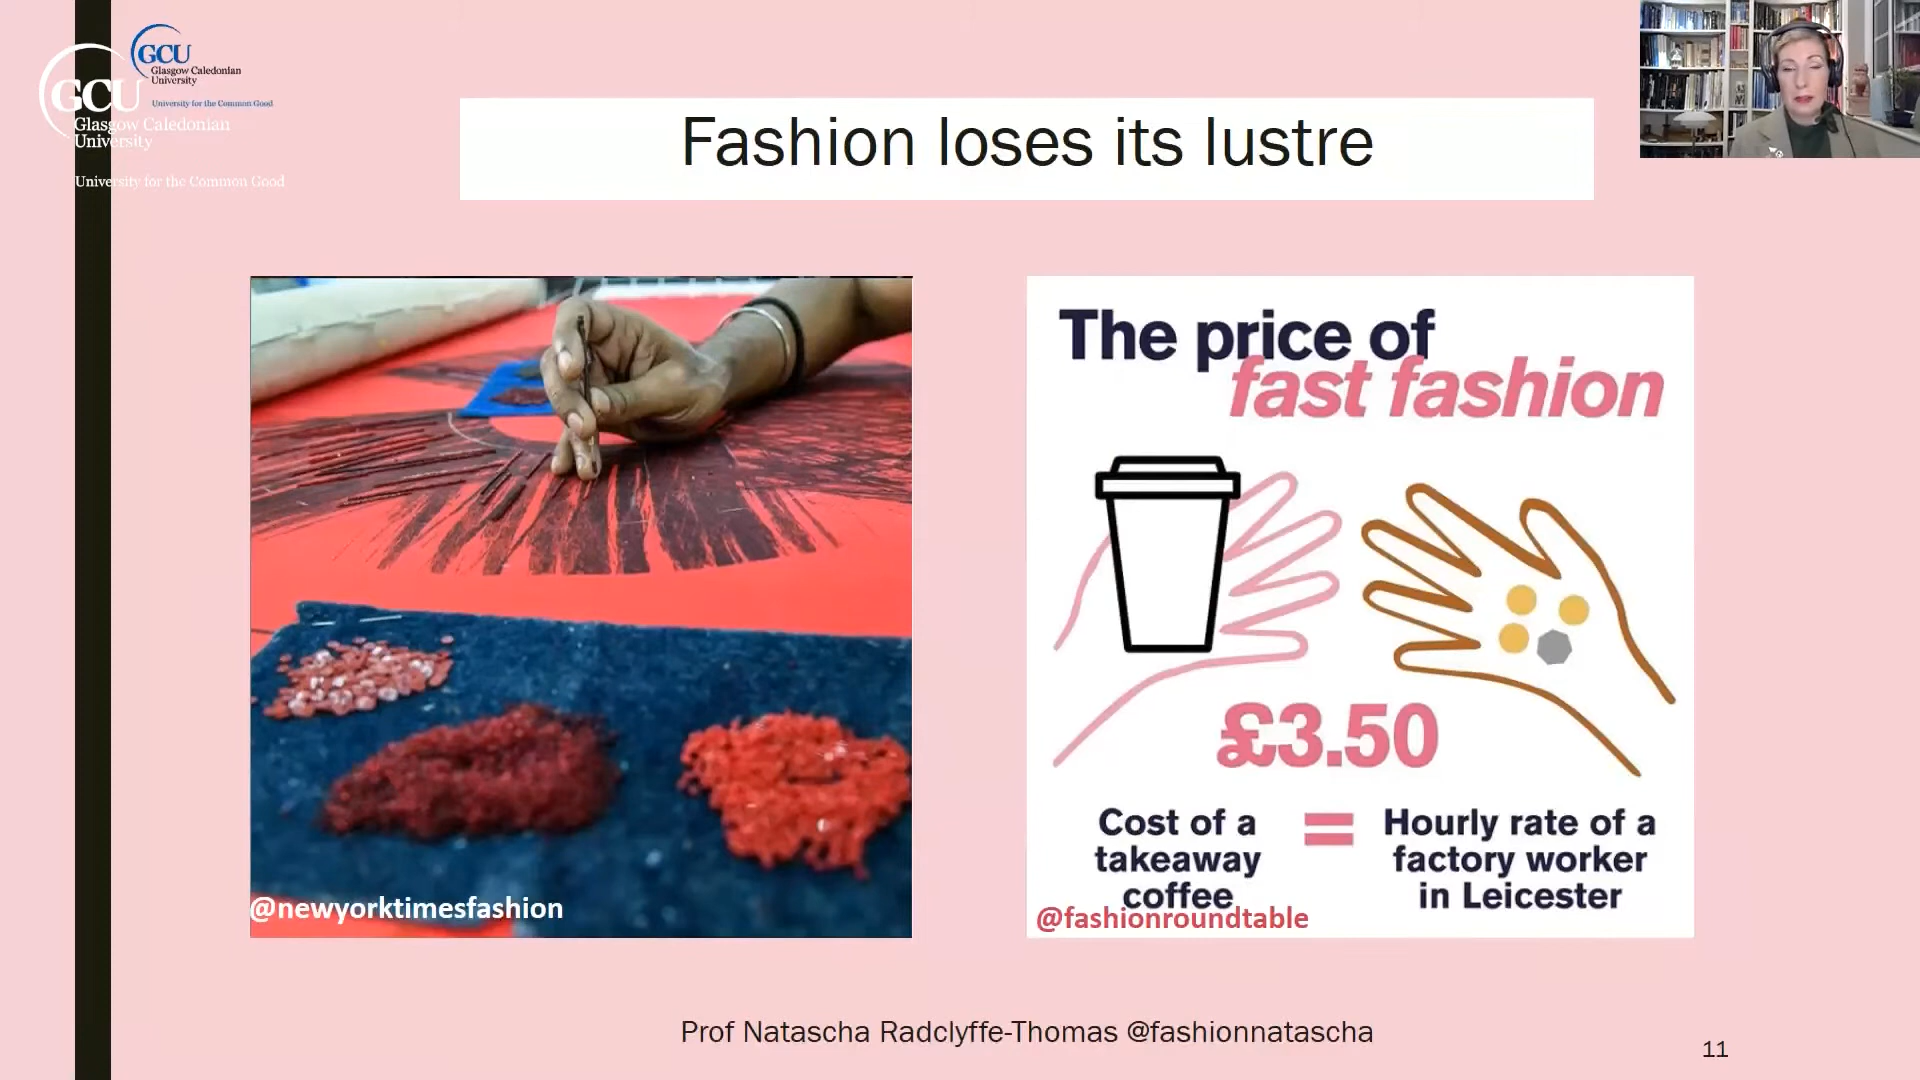 GCU
Glasgow Caledonian
University
University for the Common Good
GCU
Glasgow Caledonian
University
University for the Common Good
Fashion loses its lustre
@newyorktimesfashion
The price of
fast fashion
£3.50
Cost of a
takeaway
coffee
=
Hourly rate of a
factory worker
in Leicester
@fashionroundtable
Prof Natascha Radclyffe-Thomas @fashionnatascha
11